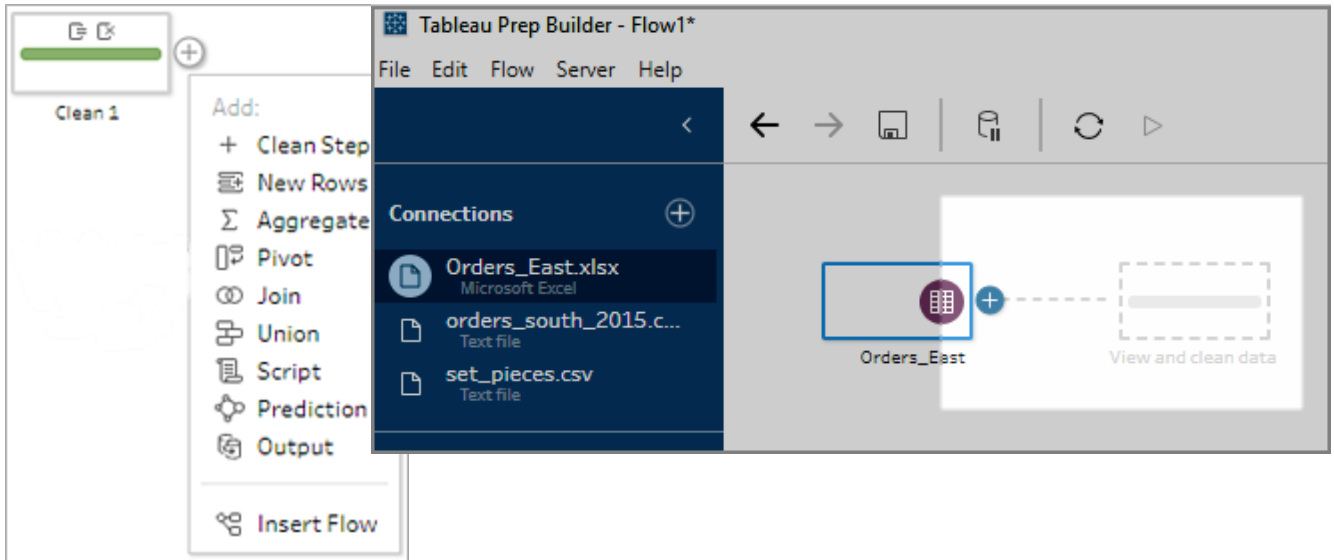 Clean 1
Add:
Clean Step
New Rows
Aggregate
Pivot
Join
Union
Script
Prediction
Output
Insert Flow
Tableau Prep Builder - Flow1*
File Edit Flow Server Help
Connections
Orders_East.xlsx
Microsoft Excel
orders_south_2015.c...
Text file
set_pieces.csv
Text file
Orders_East
View and clean data